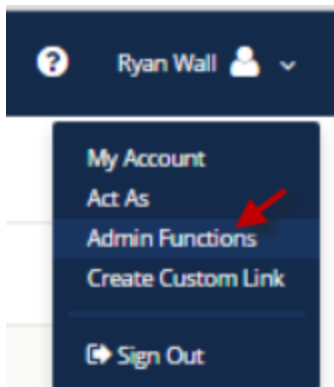 Ryan Wall
My Account
Act As
Admin Functions
Create Custom Link
Sign Out